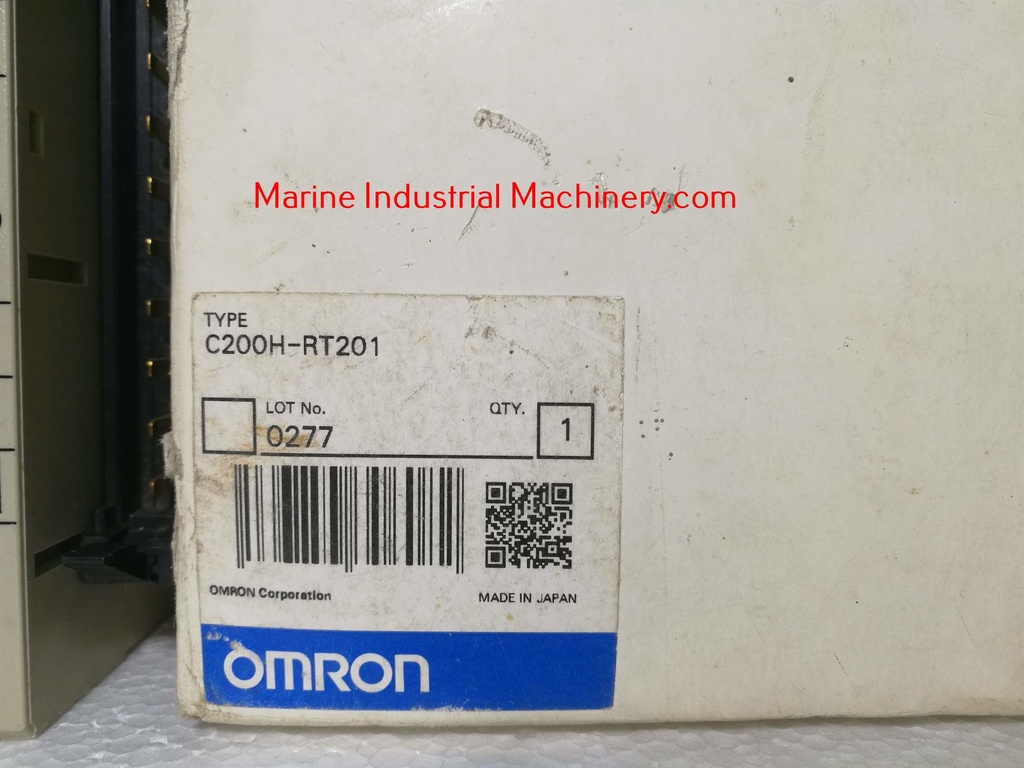 Marine Industrial Machinery.com
TYPE
C200H-RT201
LOT No.
0277
QTY.
1
OMRON Corporation
MADE IN JAPAN
OMRON